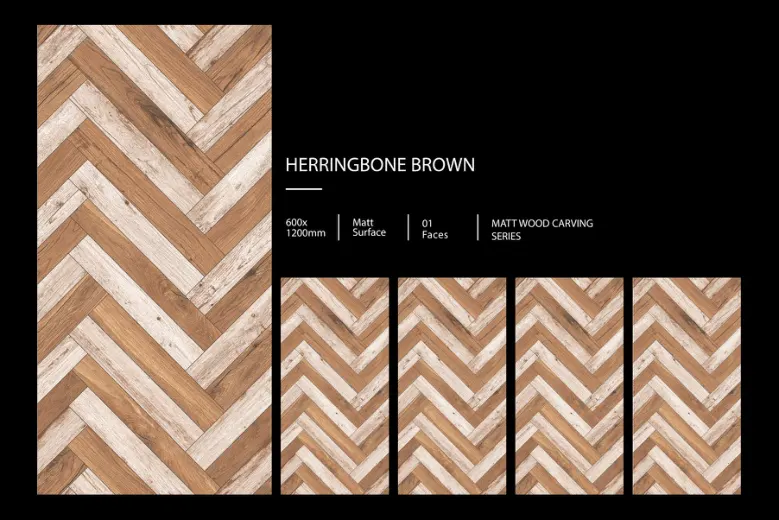 HERRINGBONE BROWN
600x
1200mm
Matt
Surface
01
Faces
MATT WOOD CARVING
SERIES